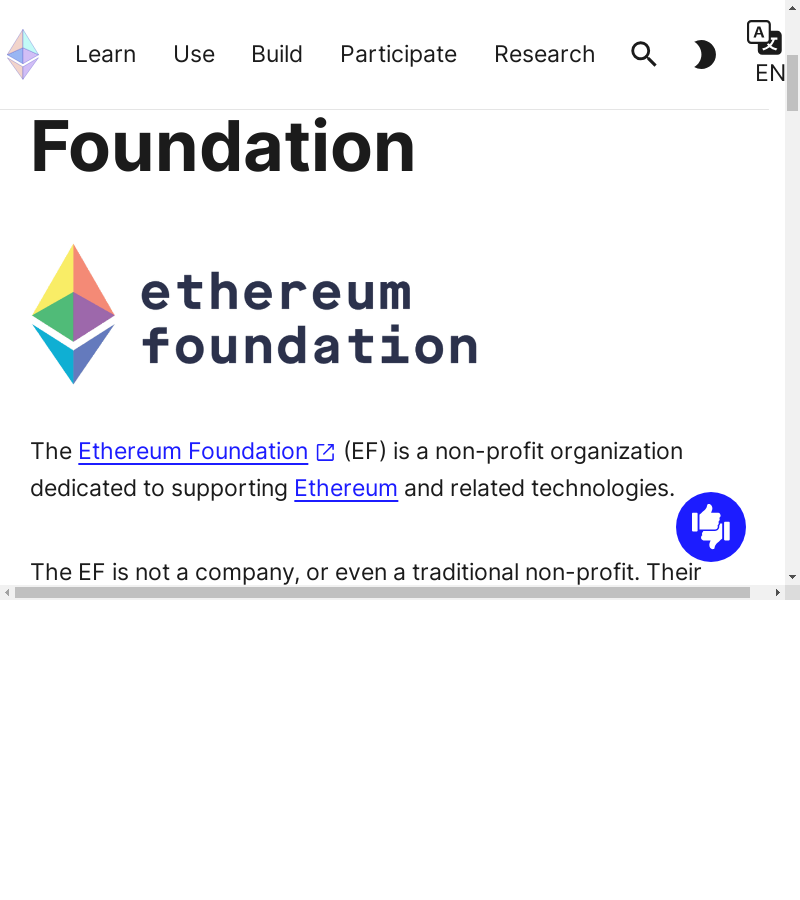 Learn Use Build Participate Research
A
文
EN
Foundation
ethereum
foundation
The Ethereum Foundation (EF) is a non-profit organization
dedicated to supporting Ethereum and related technologies.
The EF is not a company, or even a traditional non-profit. Their